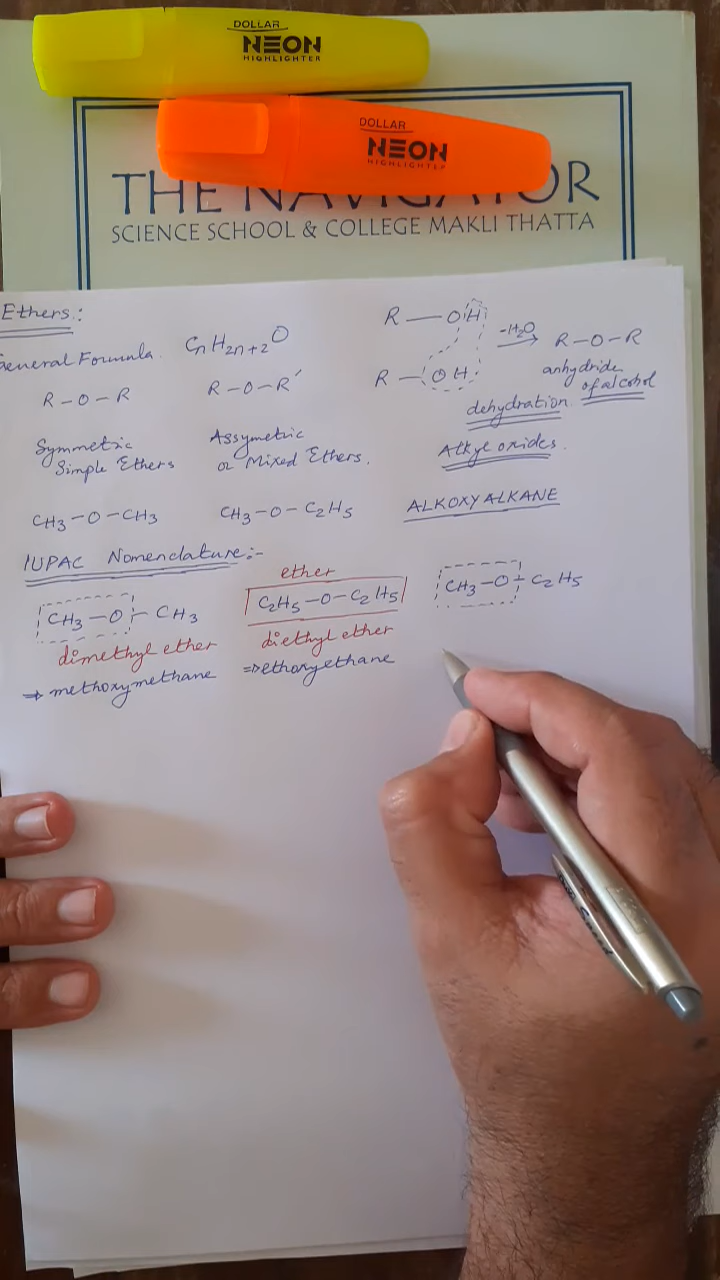 DOLLAR
NEON
HIGHLIGHTER
DOLLAR
NEON
HIGHLIGHTER
THE NAVIGATOR
SCIENCE SCHOOL & COLLEGE MAKLI THATTA
Ethers:
General Formula. CnH2n+2O
R - O - R
R - O - R′
Symmetric
Simple Ethers
Assymetric
or Mixed Ethers.
CH3 - O - CH3
CH3 - O - C2H5
R - OH
R - OH
-H2O
R - O - R
anhydride
of alcohol
dehydration
Alkyl oxides.
ALKOXY ALKANE
IUPAC Nomenclature:-
CH3 - O - CH3
dimethyl ether
⇒ methoxymethane
ether
C2H5 - O - C2H5
diethyl ether
⇒ ethoxyethane
CH3 - O - C2H5